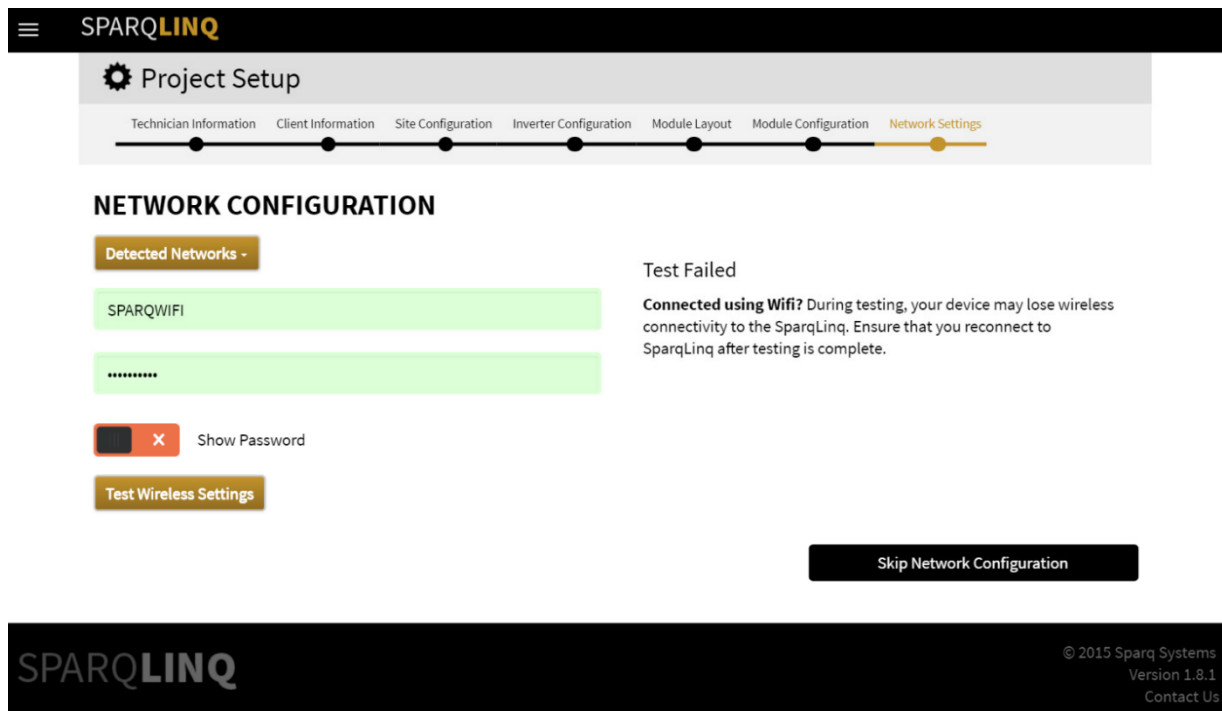 SPARQLINQ
Project Setup
Technician Information Client Information Site Configuration Inverter Configuration Module Layout Module Configuration Network Settings
NETWORK CONFIGURATION
Detected Networks -
SPARQWIFI
••••••••••
Show Password
Test Wireless Settings
Test Failed
Connected using Wifi? During testing, your device may lose wireless
connectivity to the SparqLinq. Ensure that you reconnect to
SparqLinq after testing is complete.
Skip Network Configuration
SPARQLINQ
© 2015 Sparq Systems
Version 1.8.1
Contact Us